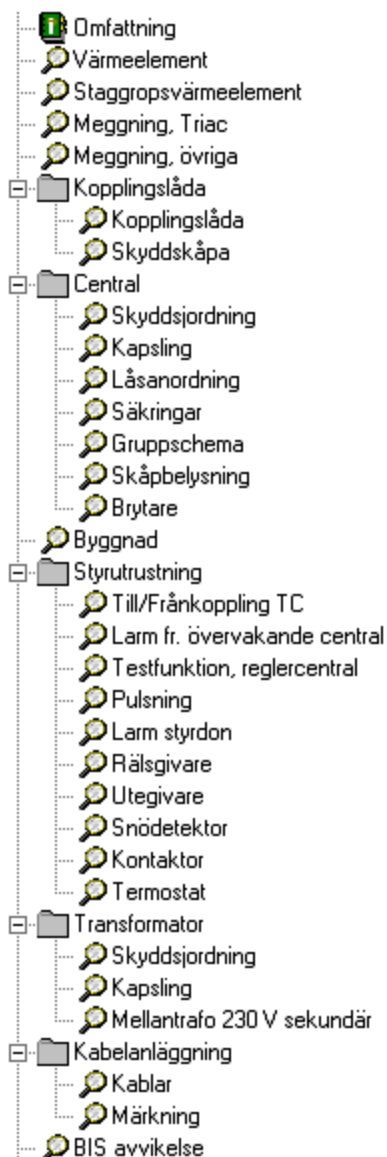 Omfattning
Värmeelement
Staggropsvärmeelement
Meggning, Triac
Meggning, övriga
Kopplingslåda
Kopplingslåda
Skyddskåpa
Central
Skyddsjordning
Kapsling
Låsanordning
Säkringar
Gruppschema
Skåpbelysning
Brytare
Byggnad
Styrutrustning
Till/Frånkoppling TC
Larm fr. övervakande central
Testfunktion, reglercentral
Pulsning
Larm styrdon
Rälsgivare
Utegivare
Snödetektor
Kontaktor
Termostat
Transformator
Skyddsjordning
Kapsling
Mellantrafo 230 V sekundär
Kabelanläggning
Kablar
Märkning
BIS avvikelse